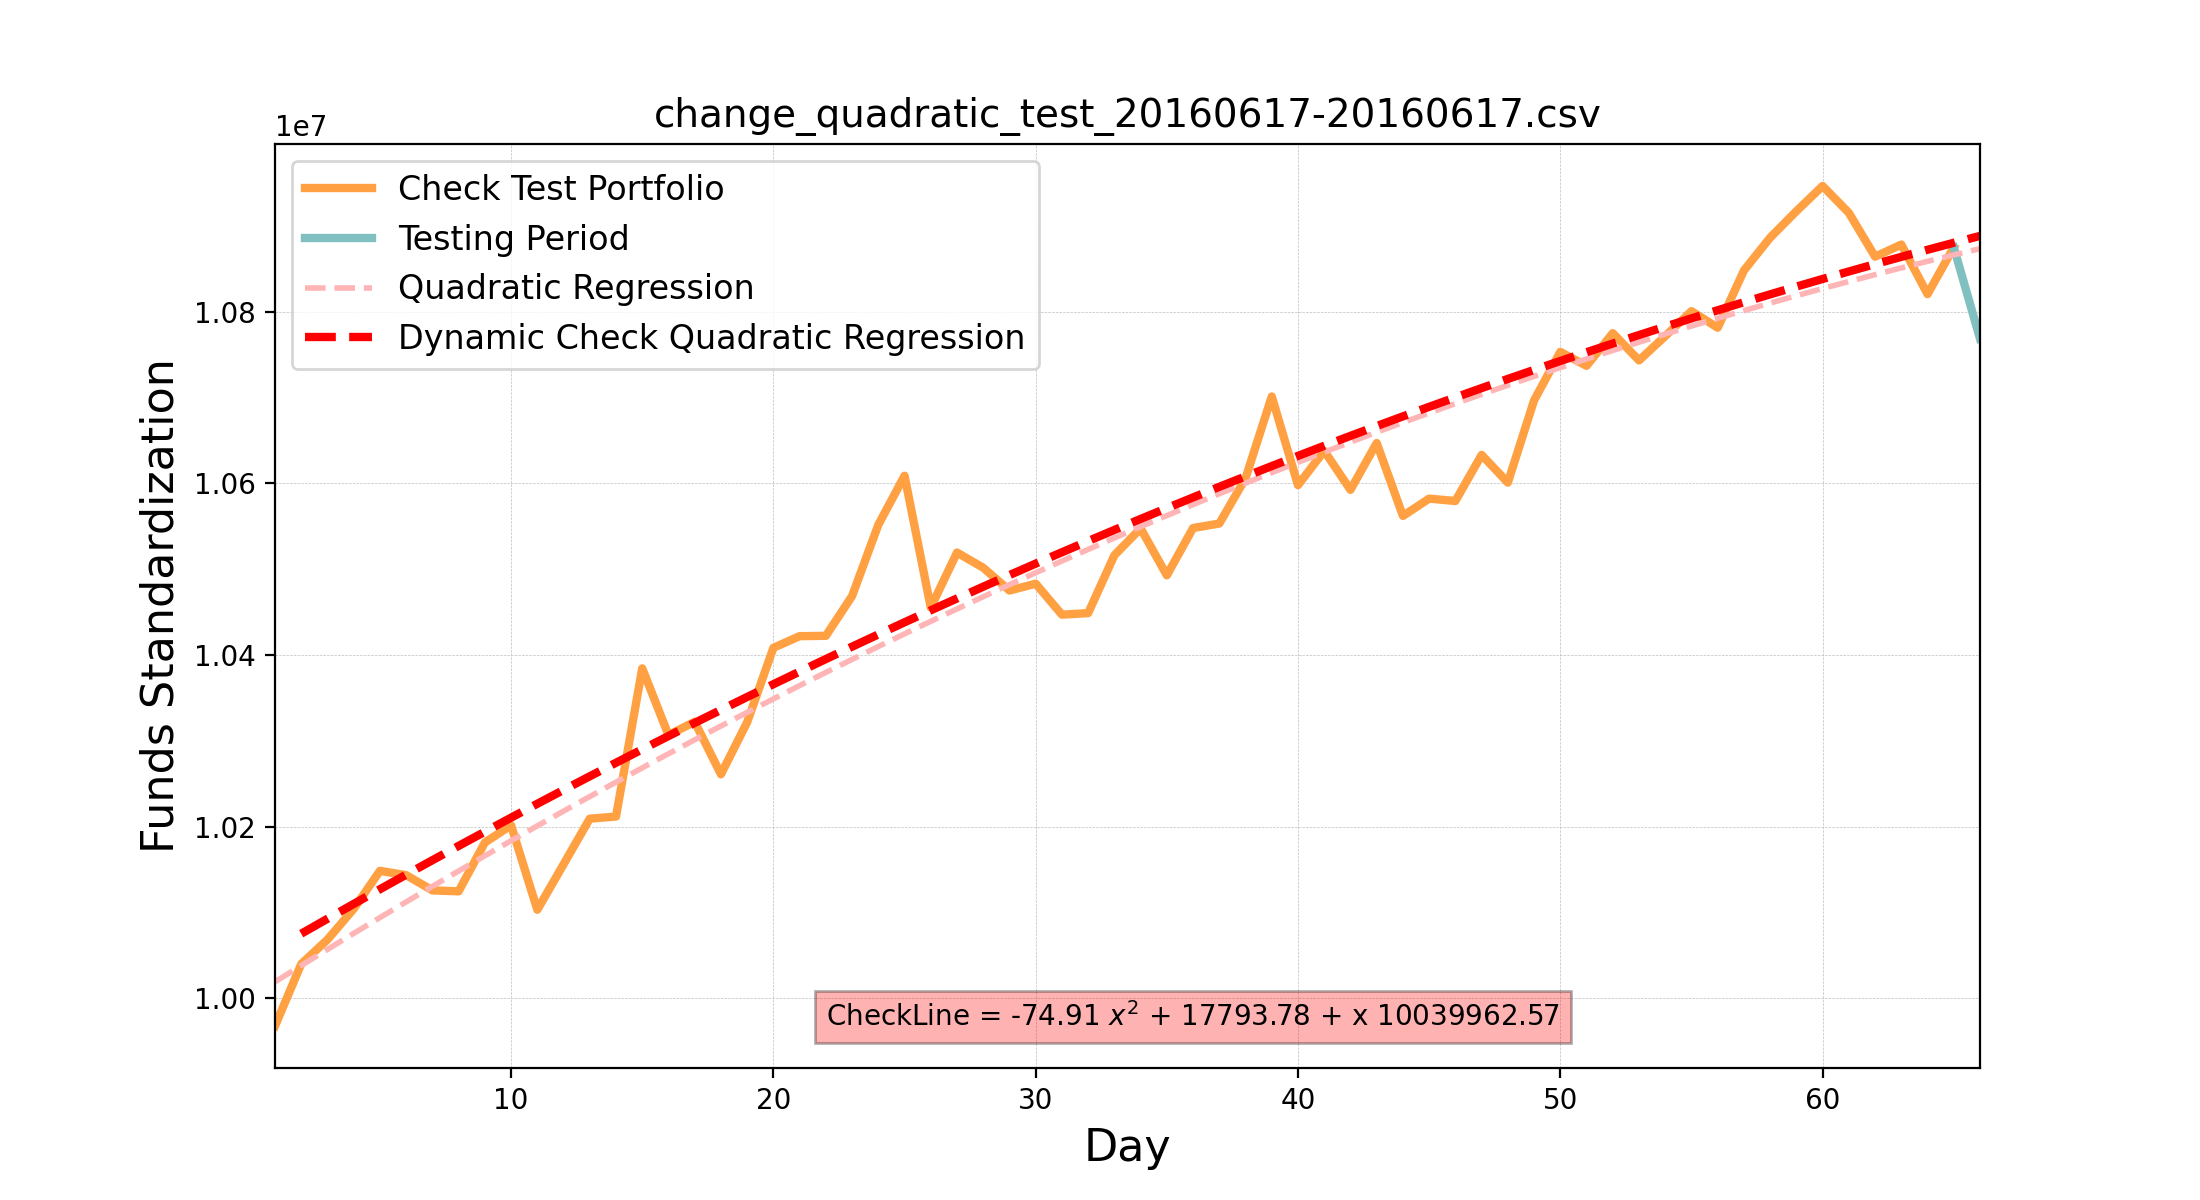 change_quadratic_test_20160617-20160617.csv
1e7
Check Test Portfolio
Testing Period
Quadratic Regression
Dynamic Check Quadratic Regression
Funds Standardization
1.08
1.06
1.04
1.02
1.00
CheckLine = -74.91 x² + 17793.78 + x 10039962.57
10 20 30 40 50 60
Day